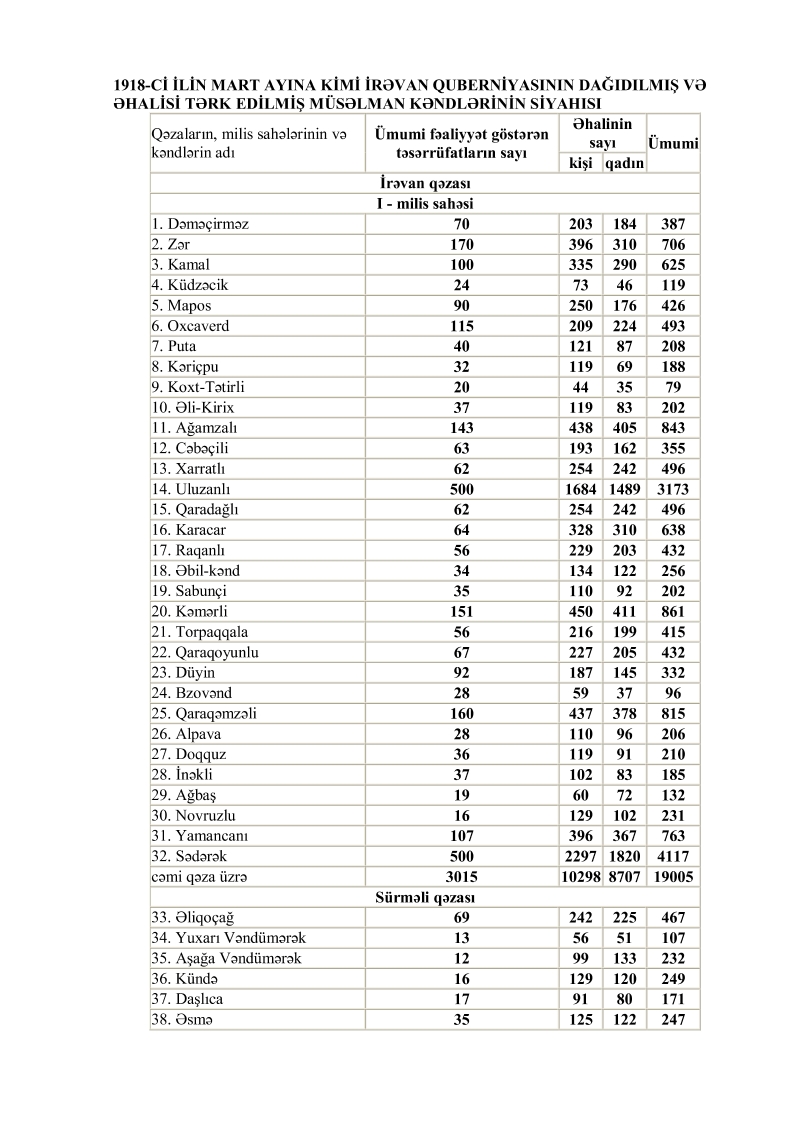 1918-Cİ İLİN MART AYINA KİMİ İRƏVAN QUBERNİYASININ DAĞIDILMIŞ VƏ
ƏHALİSİ TƏRK EDİLMİŞ MÜSƏLMAN KƏNDLƏRİNİN SİYAHISI
Qəzaların, milis sahələrinin və kəndlərin adı
Ümumi fəaliyyət göstərən təsərrüfatların sayı
Əhalinin sayı
Ümumi
kişi qadın
İrəvan qəzası
I - milis sahəsi
1. Dəməçirməz 70 203 184 387
2. Zər 170 396 310 706
3. Kamal 100 335 290 625
4. Küdzəcik 24 73 46 119
5. Mapos 90 250 176 426
6. Oxcaverd 115 209 224 493
7. Puta 40 121 87 208
8. Kəriçpu 32 119 69 188
9. Koxt-Tətirli 20 44 35 79
10. Əli-Kirix 37 119 83 202
11. Ağamzalı 143 438 405 843
12. Cəbəçili 63 193 162 355
13. Xarratlı 62 254 242 496
14. Uluzanlı 500 1684 1489 3173
15. Qaradağlı 62 254 242 496
16. Karacar 64 328 310 638
17. Raqanlı 56 229 203 432
18. Əbil-kənd 34 134 122 256
19. Sabunçi 35 110 92 202
20. Kəmərli 151 450 411 861
21. Torpaqqala 56 216 199 415
22. Qaraqoyunlu 67 227 205 432
23. Düyin 92 187 145 332
24. Bzovənd 28 59 37 96
25. Qaraqəmzəli 160 437 378 815
26. Alpava 28 110 96 206
27. Doqquz 36 119 91 210
28. İnəkli 37 102 83 185
29. Ağbaş 19 60 72 132
30. Novruzlu 16 129 102 231
31. Yamancanı 107 396 367 763
32. Sədərək 500 2297 1820 4117
cəmi qəza üzrə 3015 10298 8707 19005
Sürməli qəzası
33. Əliqoçağ 69 242 225 467
34. Yuxarı Vəndümərək 13 56 51 107
35. Aşağa Vəndümərək 12 99 133 232
36. Kündə 16 129 120 249
37. Daşlıca 17 91 80 171
38. Əsmə 35 125 122 247